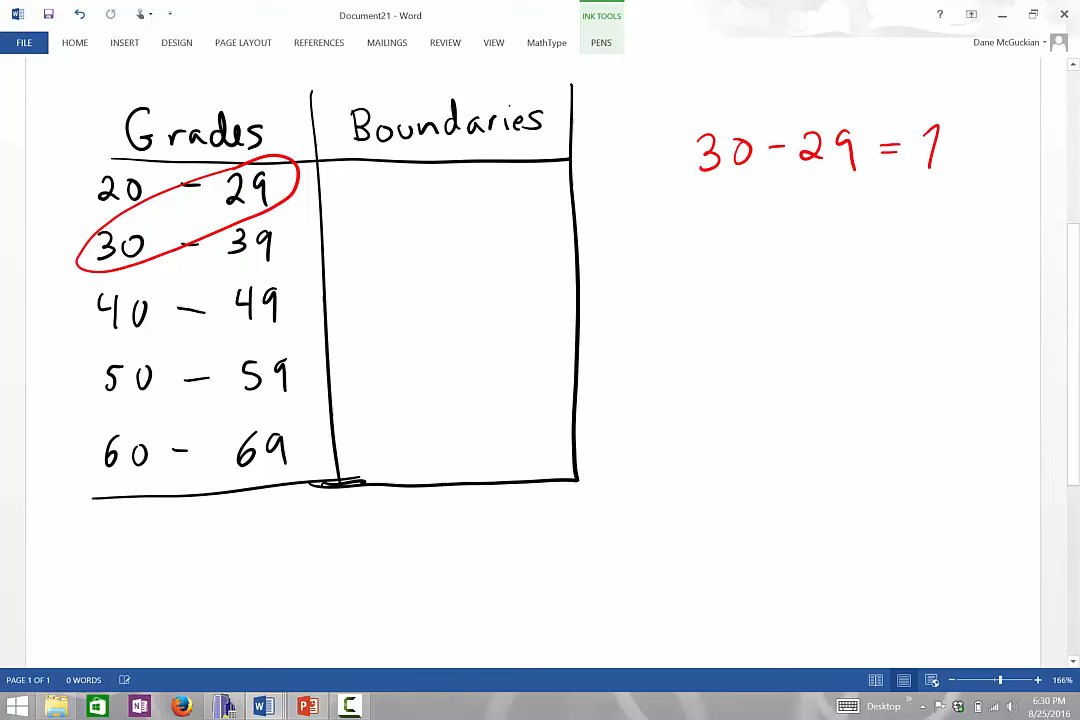 Document21 - Word
INK TOOLS
?
FILE
HOME
INSERT
DESIGN
PAGE LAYOUT
REFERENCES
MAILINGS
REVIEW
VIEW
MathType
PENS
Dane McGuckian
Grades
Boundaries
20 - 29
30 - 39
40 - 49
50 - 59
60 - 69
30 - 29 = 1
PAGE 1 OF 1
0 WORDS
166%
Desktop
6:30 PM
8/25/2016